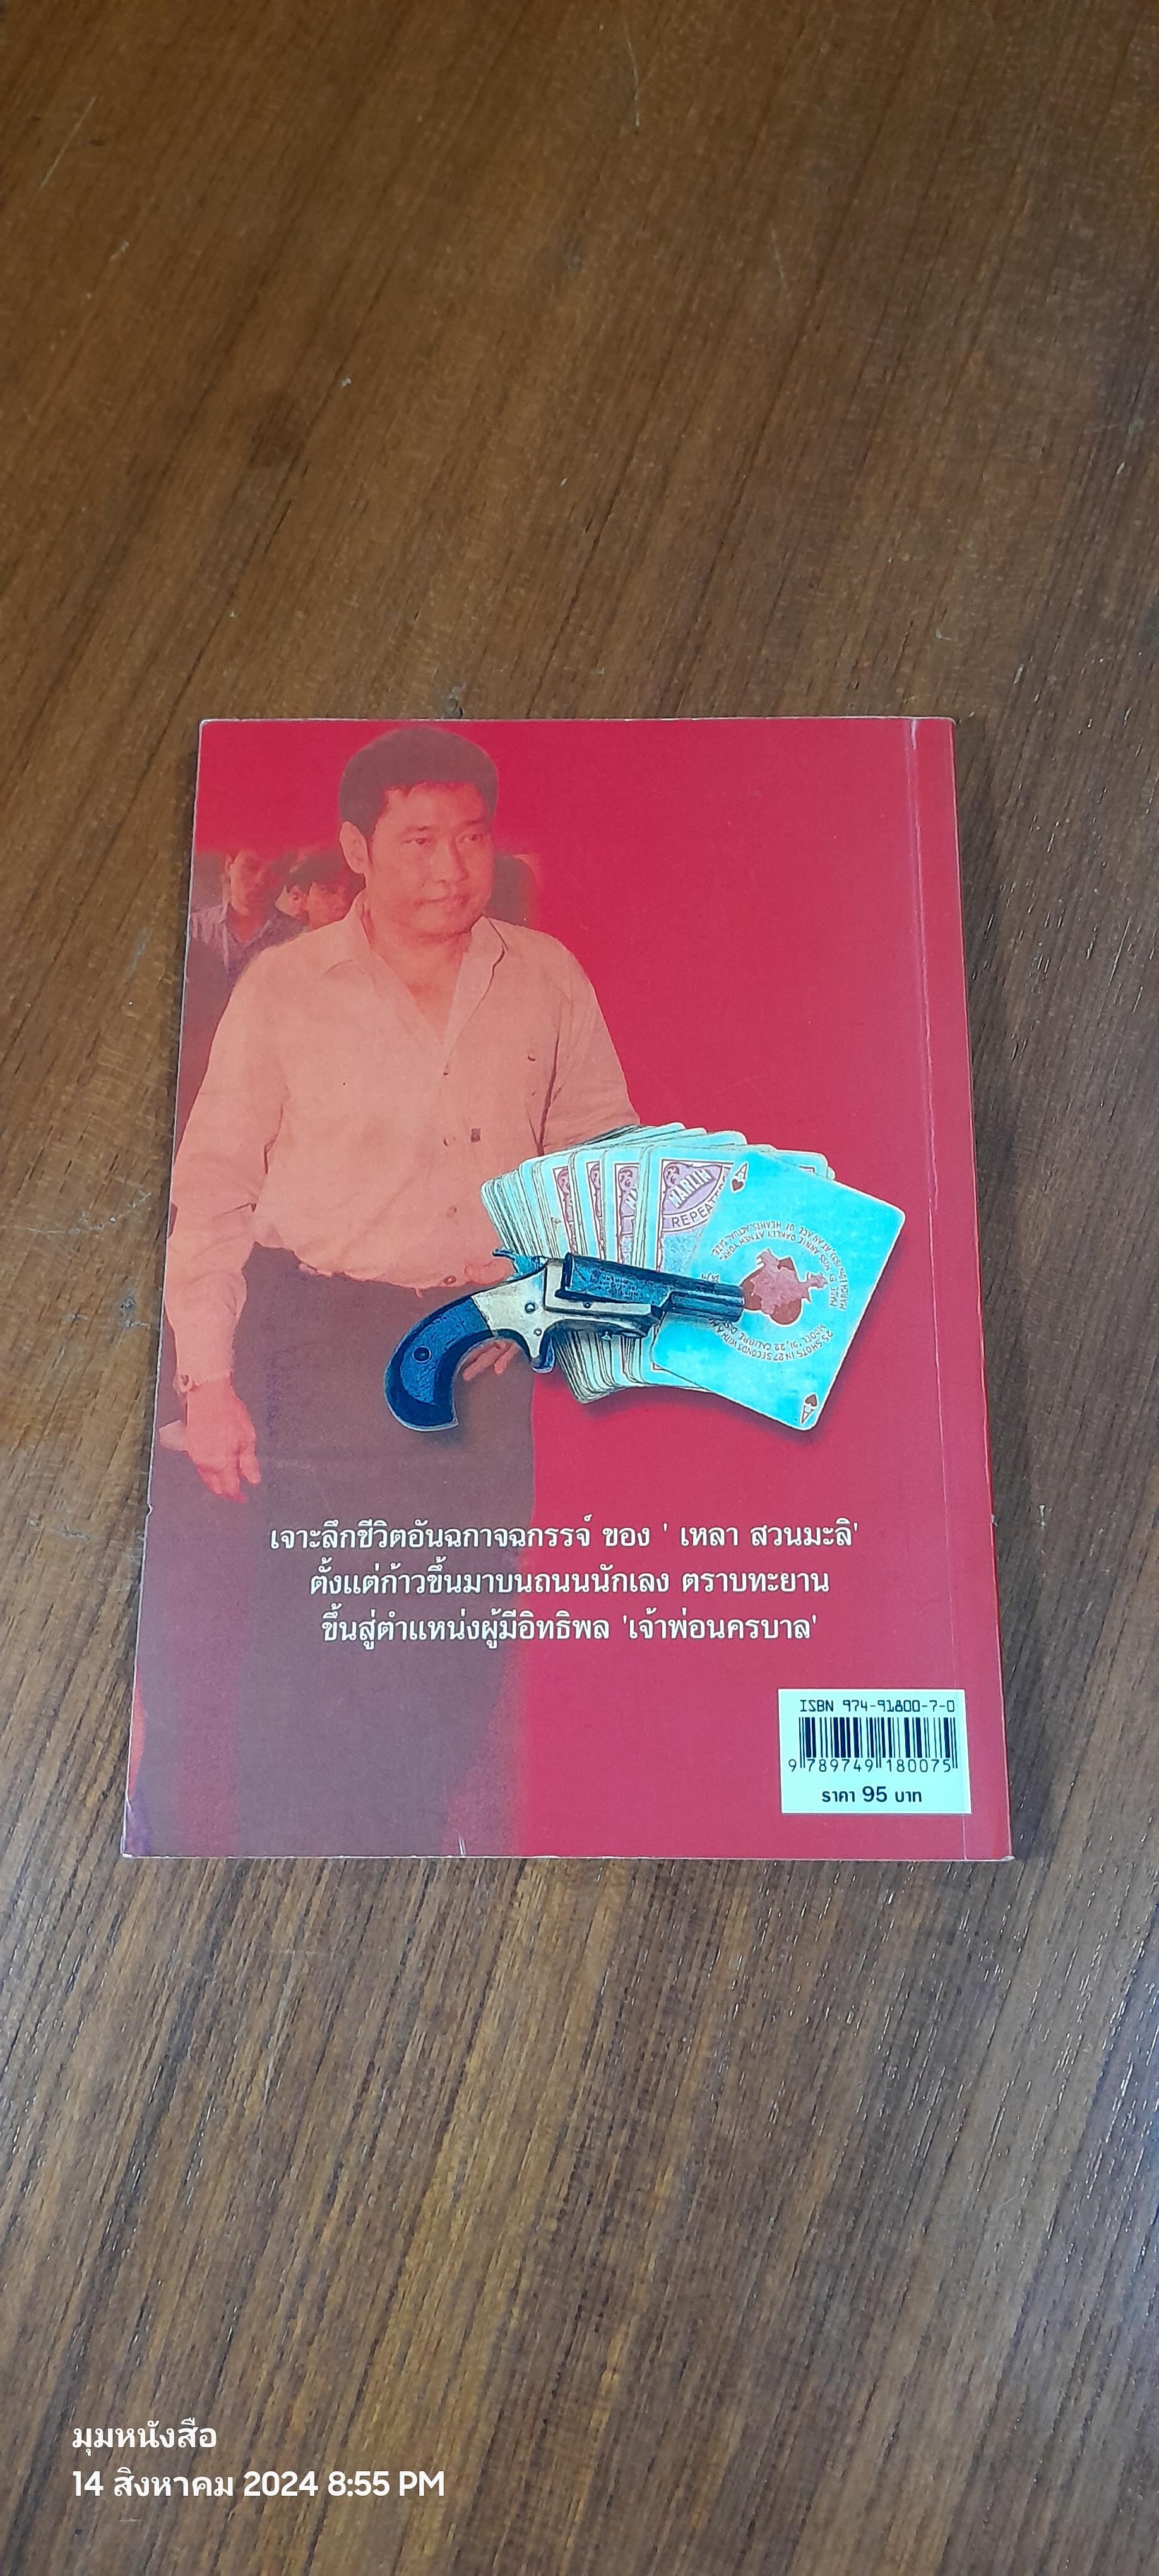 MARLIN
REPEA
A
A
เจาะลึกชีวิตอันฉกาจฉกรรจ์ ของ ' เหลา สวนมะลิ'
ตั้งแต่ก้าวขึ้นมาบนถนนนักเลง ตราบทะยาน
ขึ้นสู่ตำแหน่งผู้มีอิทธิพล 'เจ้าพ่อนครบาล'
ISBN 974-91800-7-0
9 789749 180075
ราคา 95 บาท
มุมหนังสือ
14 สิงหาคม 2024 8:55 PM